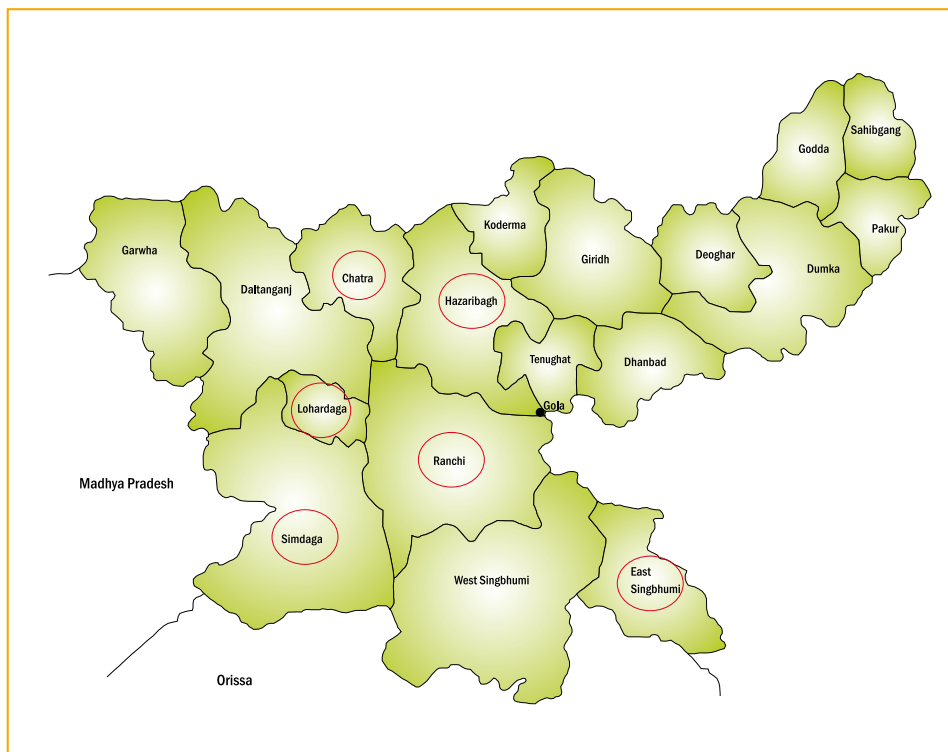 Sahibgang
Godda
Koderma
Pakur
Garwha
Deoghar
Giridh
Dumka
Chatra
Daltanganj
Hazaribagh
Tenughat
Dhanbad
Gola
Lohardaga
Ranchi
Madhya Pradesh
Simdaga
West Singbhumi
East
Singbhumi
Orissa